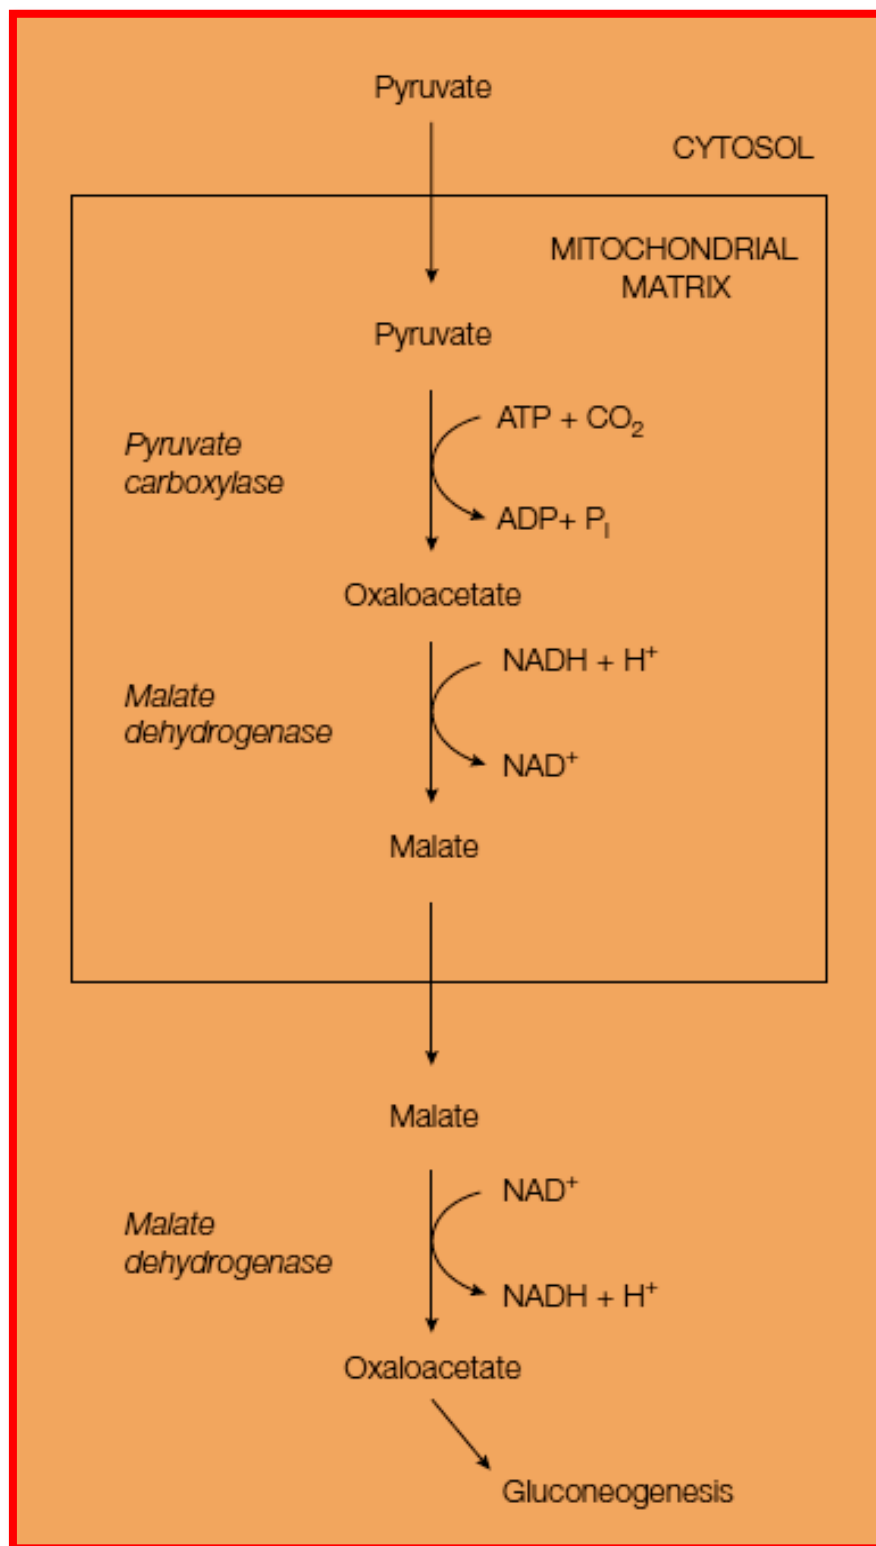 Pyruvate
CYTOSOL
MITOCHONDRIAL
MATRIX
Pyruvate
ATP + CO₂
Pyruvate
carboxylase
ADP+ Pᵢ
Oxaloacetate
NADH + H⁺
Malate
dehydrogenase
NAD⁺
Malate
Malate
NAD⁺
Malate
dehydrogenase
NADH + H⁺
Oxaloacetate
Gluconeogenesis